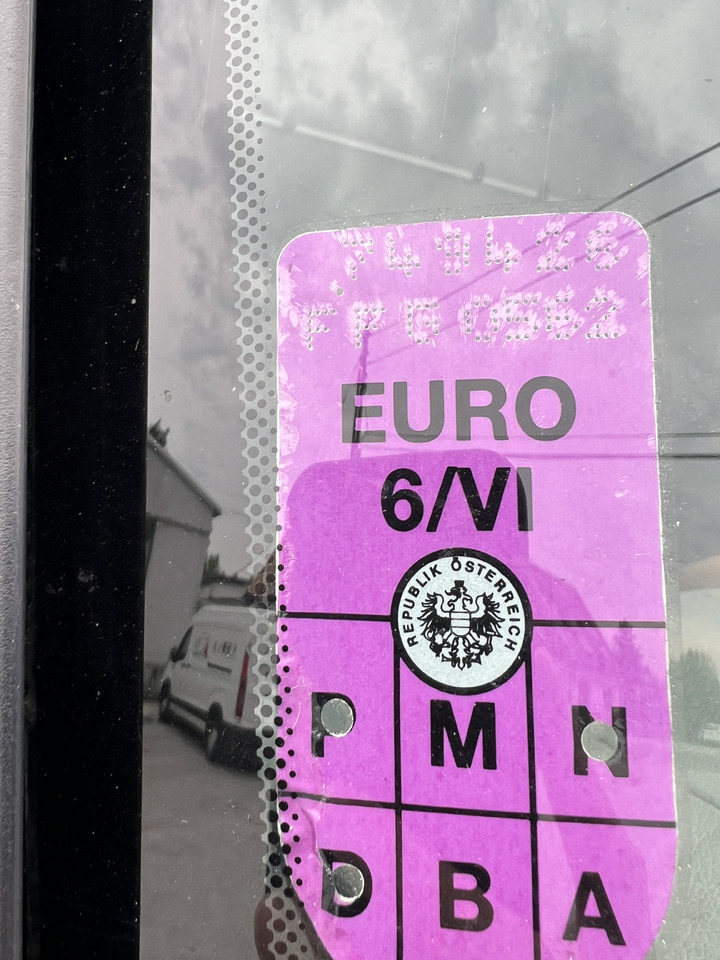 EURO
6/VI
REPUBLIK ÖSTERREICH
P M N
D B A